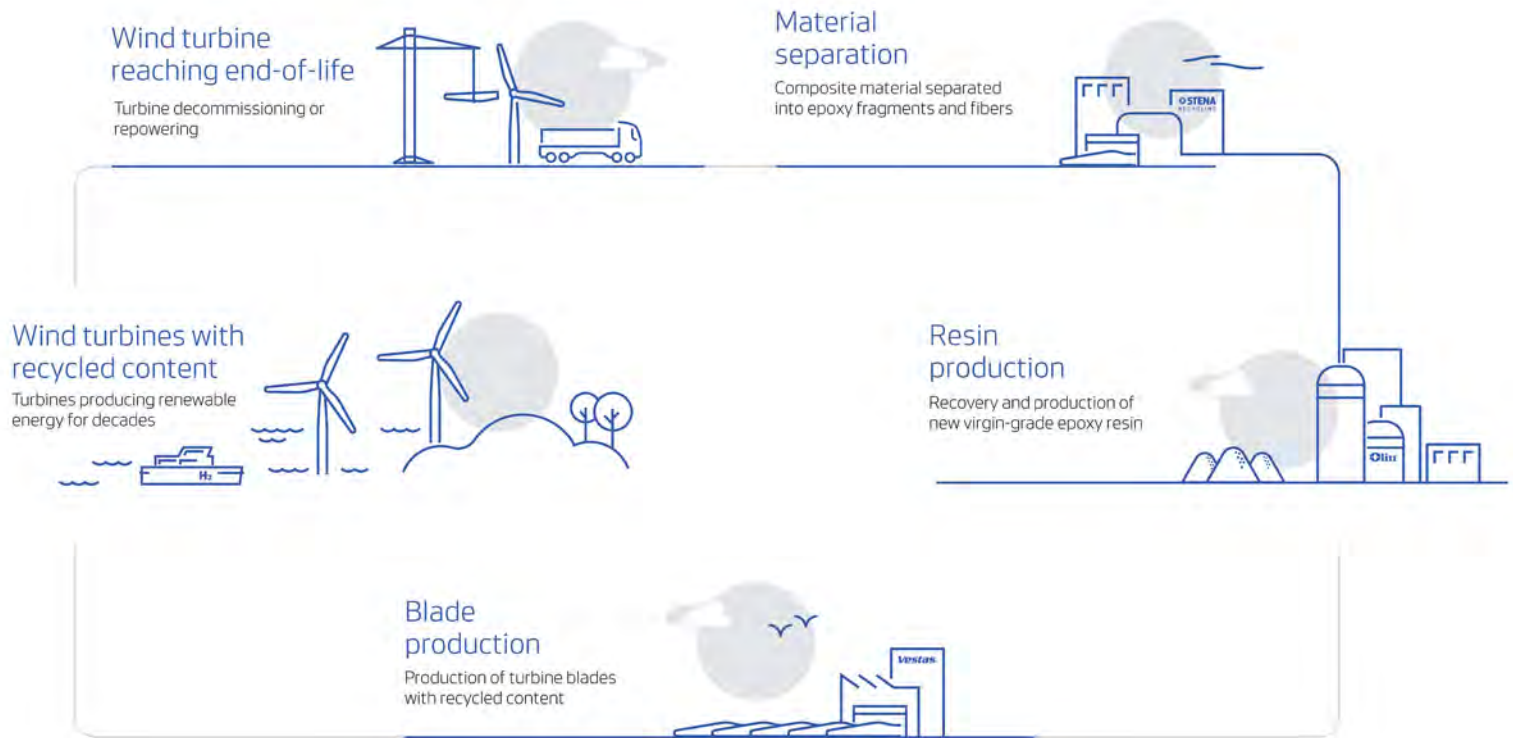 Wind turbine
reaching end-of-life
Turbine decommissioning or
repowering
Material
separation
Composite material separated
into epoxy fragments and fibers
STENA
RECYCLING
Wind turbines with
recycled content
Turbines producing renewable
energy for decades
H₂
Resin
production
Recovery and production of
new virgin-grade epoxy resin
Olin
Blade
production
Production of turbine blades
with recycled content
Vestas